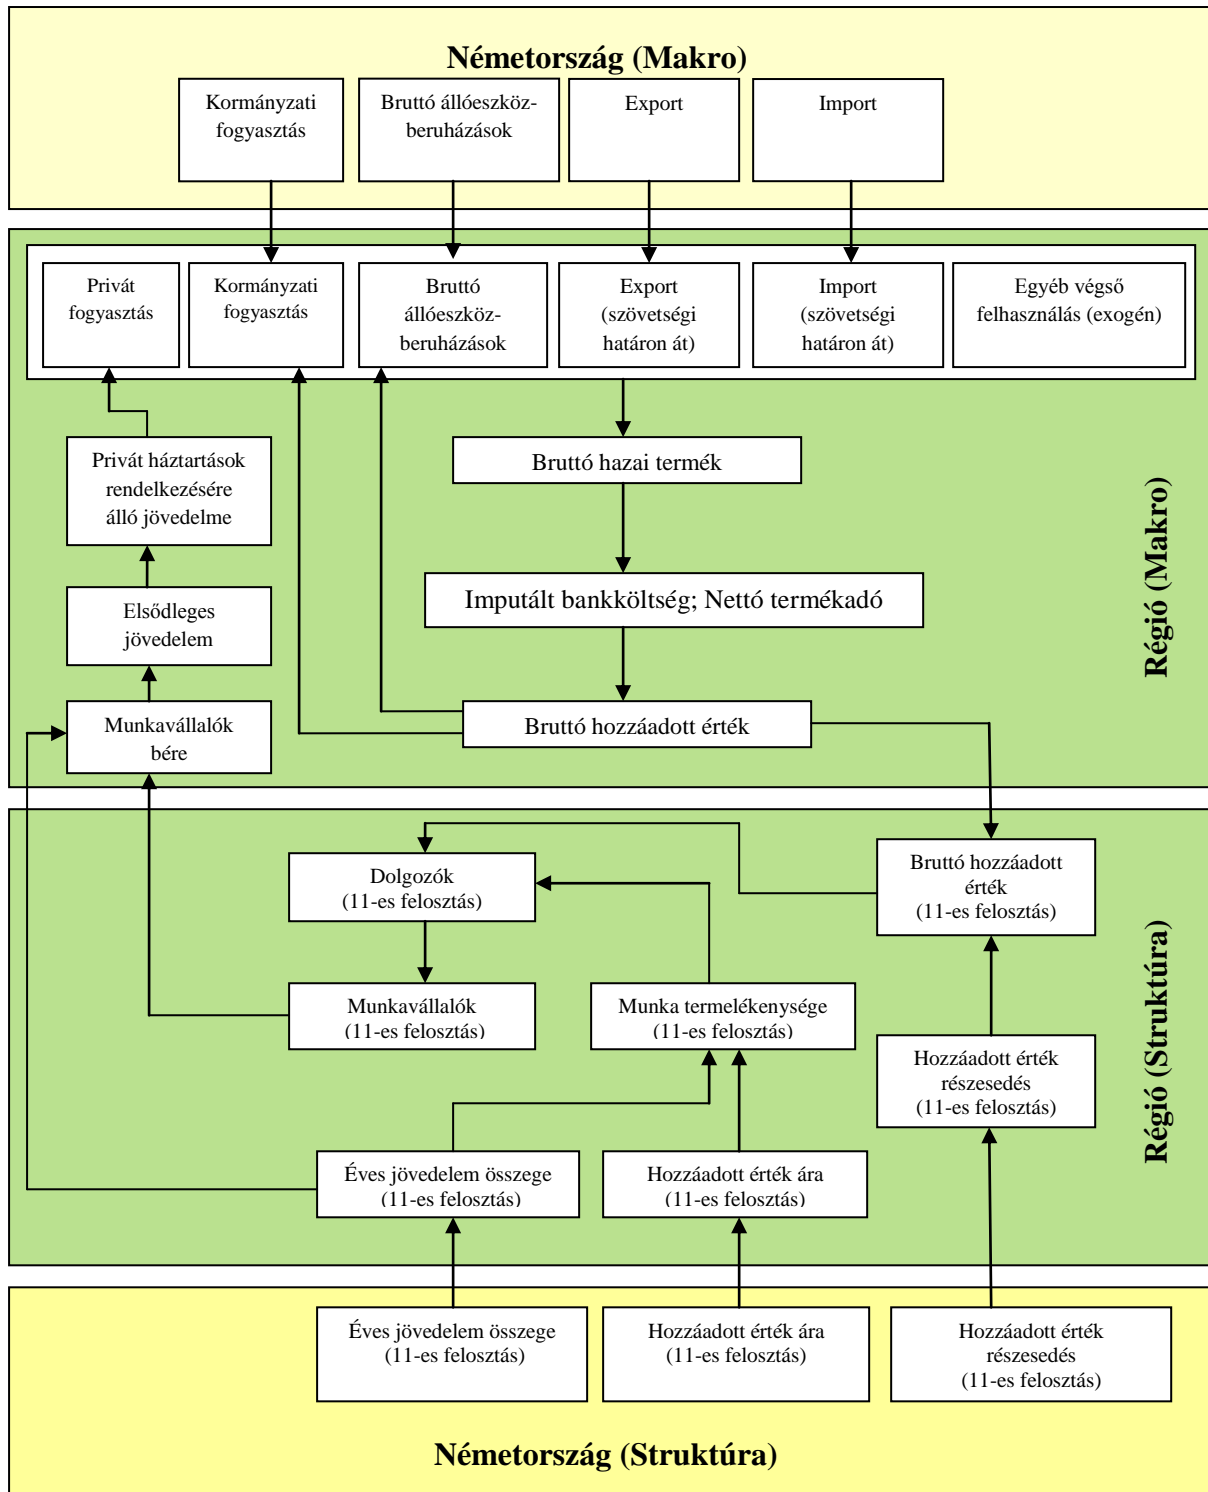 Németország (Makro)
Kormányzati
fogyasztás
Bruttó állóeszköz-
beruházások
Export
Import
Privát
fogyasztás
Kormányzati
fogyasztás
Bruttó
állóeszköz-
beruházások
Export
(szövetségi
határon át)
Import
(szövetségi
határon át)
Egyéb végső
felhasználás (exogén)
Privát háztartások
rendelkezésére
álló jövedelme
Bruttó hazai termék
Elsődleges
jövedelem
Imputált bankköltség; Nettó termékadó
Munkavállalók
bére
Bruttó hozzáadott érték
Régió (Makro)
Dolgozók
(11-es felosztás)
Bruttó hozzáadott
érték
(11-es felosztás)
Munkavállalók
(11-es felosztás)
Munka termelékenysége
(11-es felosztás)
Hozzáadott érték
részesedés
(11-es felosztás)
Éves jövedelem összege
(11-es felosztás)
Hozzáadott érték ára
(11-es felosztás)
Régió (Struktúra)
Éves jövedelem összege
(11-es felosztás)
Hozzáadott érték ára
(11-es felosztás)
Hozzáadott érték
részesedés
(11-es felosztás)
Németország (Struktúra)